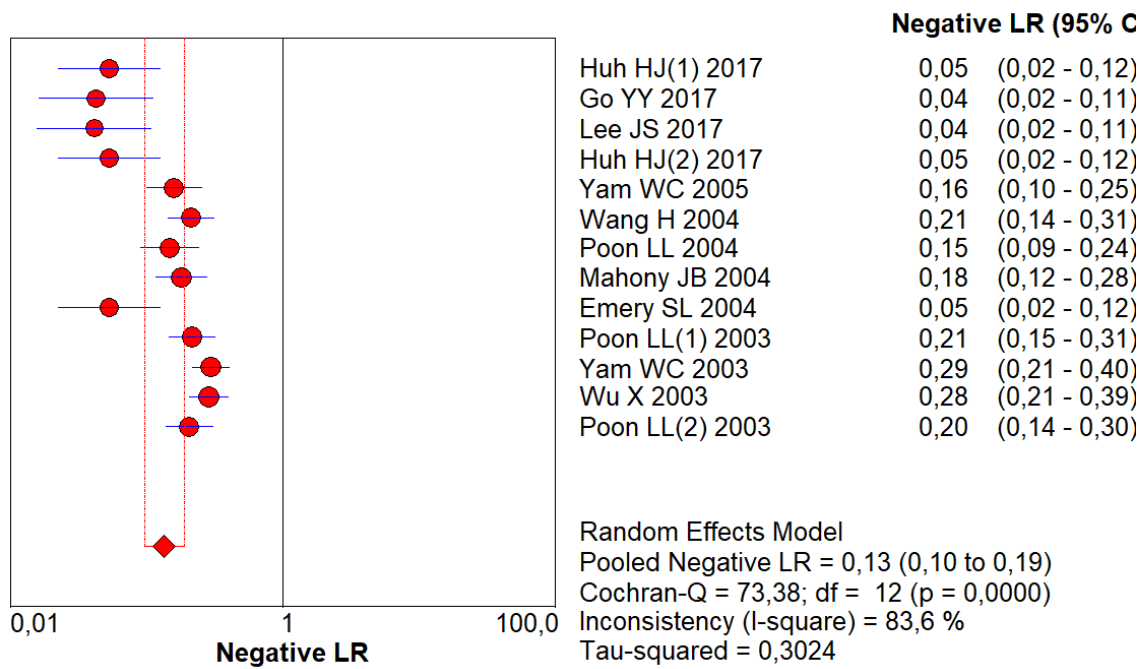 Negative LR (95% C
Huh HJ(1) 2017 0,05 (0,02 - 0,12)
Go YY 2017 0,04 (0,02 - 0,11)
Lee JS 2017 0,04 (0,02 - 0,11)
Huh HJ(2) 2017 0,05 (0,02 - 0,12)
Yam WC 2005 0,16 (0,10 - 0,25)
Wang H 2004 0,21 (0,14 - 0,31)
Poon LL 2004 0,15 (0,09 - 0,24)
Mahony JB 2004 0,18 (0,12 - 0,28)
Emery SL 2004 0,05 (0,02 - 0,12)
Poon LL(1) 2003 0,21 (0,15 - 0,31)
Yam WC 2003 0,29 (0,21 - 0,40)
Wu X 2003 0,28 (0,21 - 0,39)
Poon LL(2) 2003 0,20 (0,14 - 0,30)
Random Effects Model
Pooled Negative LR = 0,13 (0,10 to 0,19)
Cochran-Q = 73,38; df = 12 (p = 0,0000)
Inconsistency (I-square) = 83,6 %
Tau-squared = 0,3024
0,01 1 100,0
Negative LR